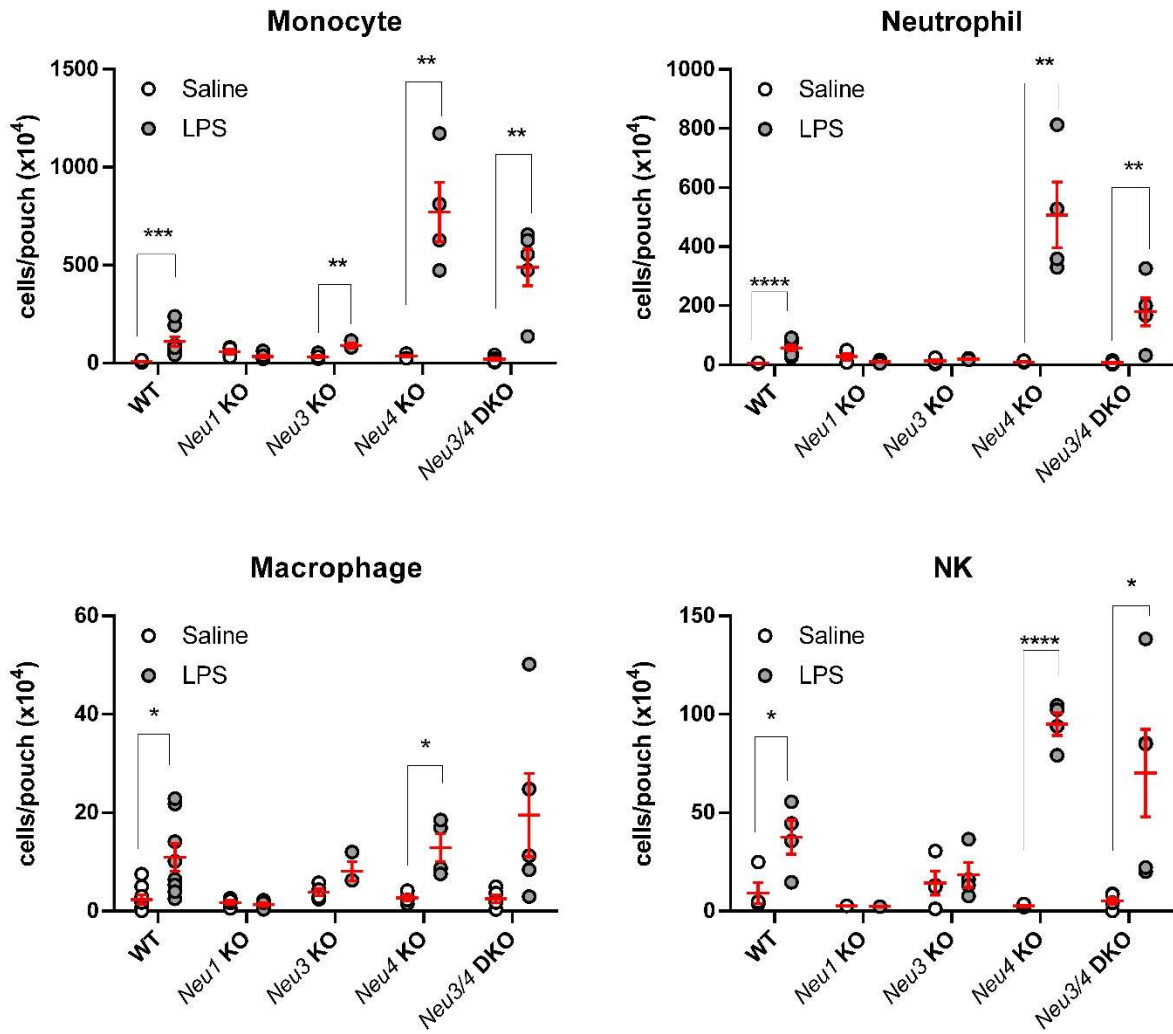 Monocyte
1500
1000
500
0
cells/pouch (x10⁴)
Saline
LPS
***
**
**
**
WT
Neu1 KO
Neu3 KO
Neu4 KO
Neu3/4 DKO
Neutrophil
1000
800
600
400
200
0
cells/pouch (x10⁴)
Saline
LPS
****
**
**
WT
Neu1 KO
Neu3 KO
Neu4 KO
Neu3/4 DKO
Macrophage
60
40
20
0
cells/pouch (x10⁴)
Saline
LPS
*
*
WT
Neu1 KO
Neu3 KO
Neu4 KO
Neu3/4 DKO
NK
150
100
50
0
cells/pouch (x10⁴)
Saline
LPS
*
****
*
WT
Neu1 KO
Neu3 KO
Neu4 KO
Neu3/4 DKO